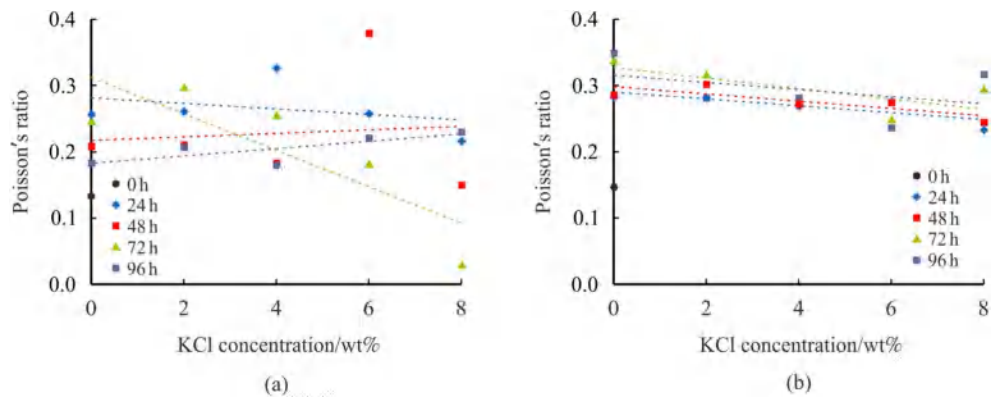 0.4
0.3
0.2
0.1
0.0
Poisson's ratio
0 h
24 h
48 h
72 h
96 h
0 2 4 6 8
KCl concentration/wt%
(a)
0.4
0.3
0.2
0.1
0.0
Poisson's ratio
0 h
24 h
48 h
72 h
96 h
0 2 4 6 8
KCl concentration/wt%
(b)